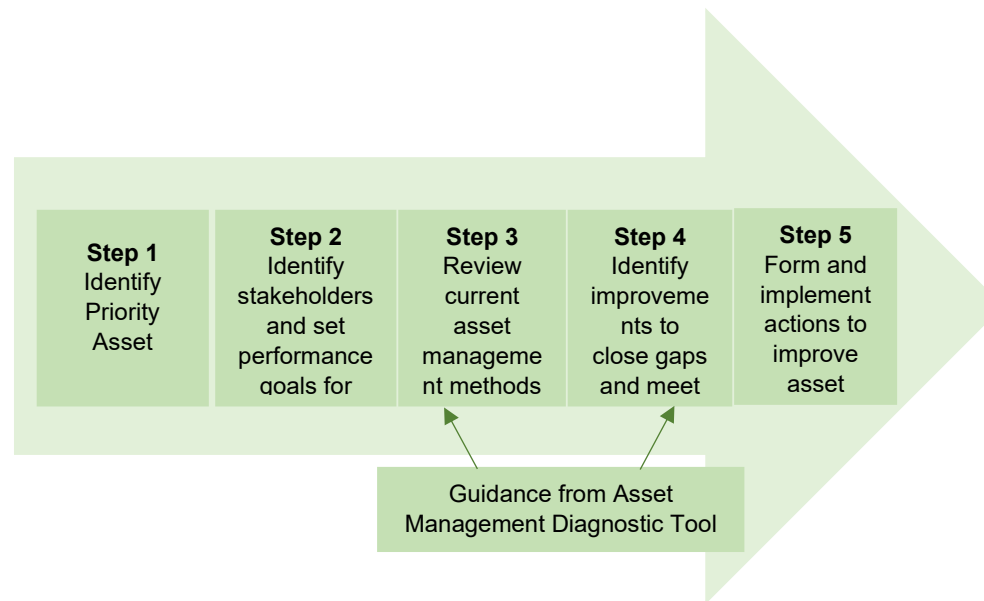 Step 1
Identify
Priority
Asset
Step 2
Identify
stakeholders
and set
performance
goals for
Step 3
Review
current
asset
manageme
nt methods
Step 4
Identify
improveme
nts to
close gaps
and meet
Step 5
Form and
implement
actions to
improve
asset
Guidance from Asset
Management Diagnostic Tool